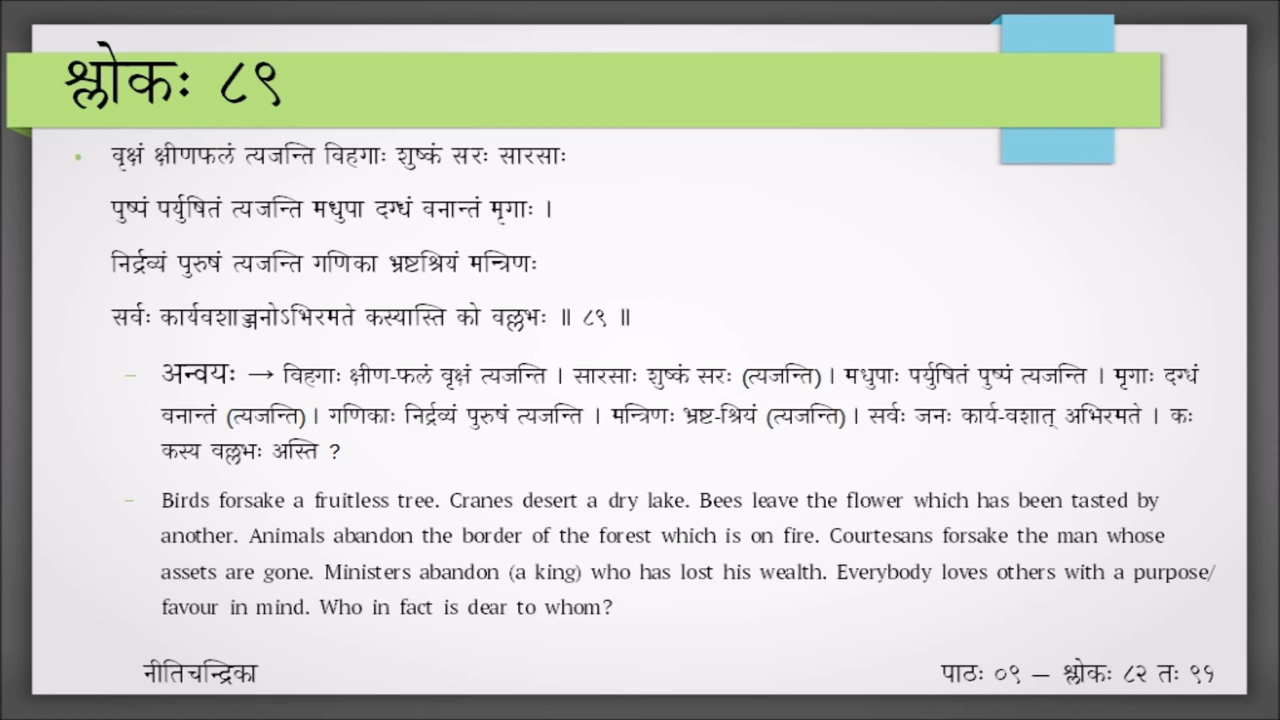 श्लोकः ८९
• वृक्षं क्षीणफलं त्यजन्ति विहगाः शुष्कं सरः सारसाः
पुष्पं पर्युषितं त्यजन्ति मधुपा दग्धं वनान्तं मृगाः ।
निर्द्रव्यं पुरुषं त्यजन्ति गणिका भ्रष्टश्रियं मन्त्रिणः
सर्वः कार्यवशाज्जनोऽभिरमते कस्यास्ति को वल्लभः ॥ ८९ ॥
– अन्वयः → विहगाः क्षीण-फलं वृक्षं त्यजन्ति । सारसाः शुष्कं सरः (त्यजन्ति) । मधुपाः पर्युषितं पुष्पं त्यजन्ति । मृगाः दग्धं
वनान्तं (त्यजन्ति) । गणिकाः निर्द्रव्यं पुरुषं त्यजन्ति । मन्त्रिणः भ्रष्ट-श्रियं (त्यजन्ति) । सर्वः जनः कार्य-वशात् अभिरमते । कः
कस्य वल्लभः अस्ति ?
– Birds forsake a fruitless tree. Cranes desert a dry lake. Bees leave the flower which has been tasted by
another. Animals abandon the border of the forest which is on fire. Courtesans forsake the man whose
assets are gone. Ministers abandon (a king) who has lost his wealth. Everybody loves others with a purpose/
favour in mind. Who in fact is dear to whom?
नीतिचन्द्रिका
पाठः ०९ – श्लोकः ८२ तः ९१